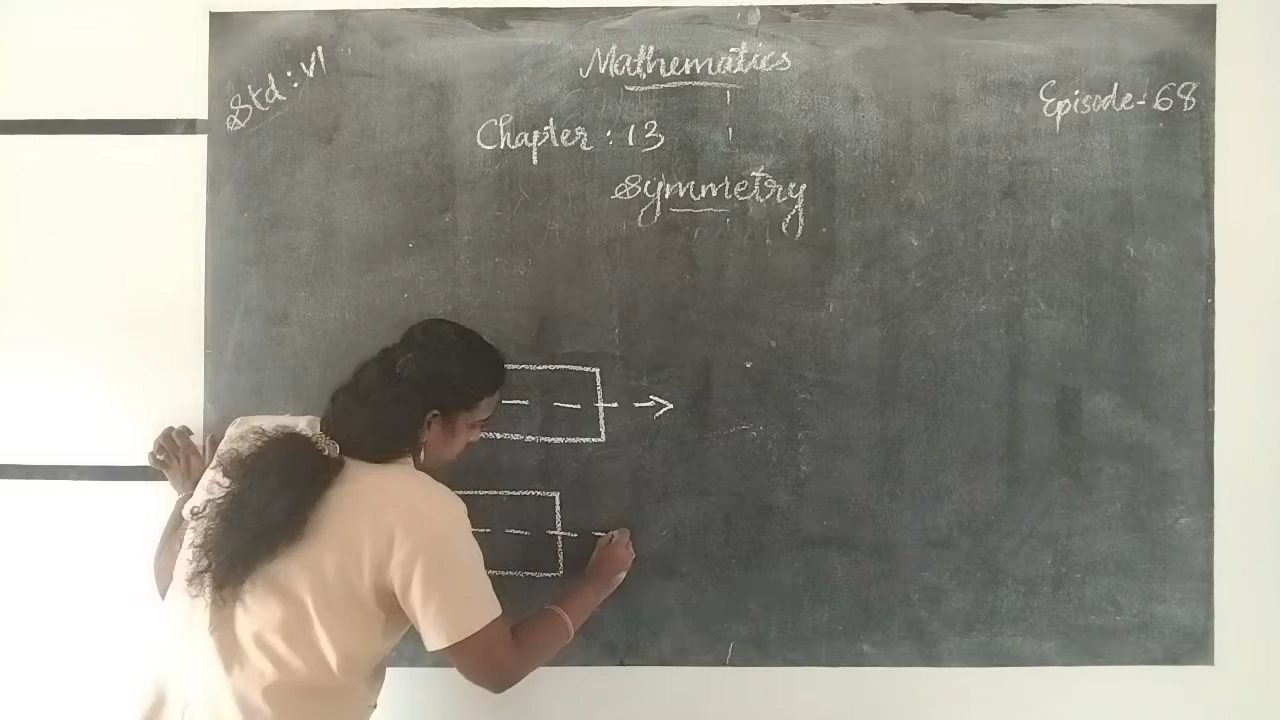 Mathematics
Std: VI
Episode-68
Chapter: 13
Symmetry